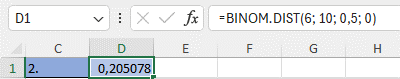 D1 fx =BINOM.DIST(6; 10; 0,5; 0)
C D E F G H
1 2. 0,205078